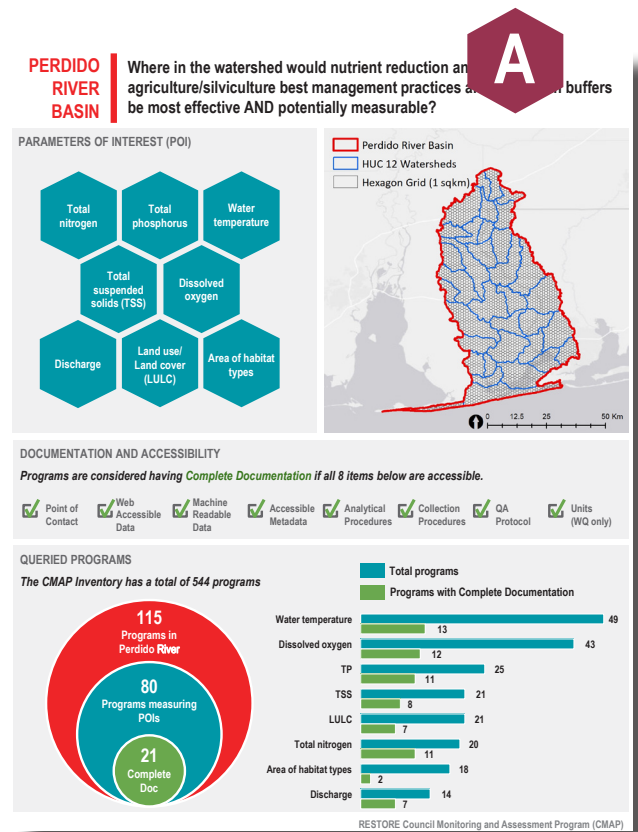 A
PERDIDO
RIVER
BASIN
Where in the watershed would nutrient reduction an
agriculture/silviculture best management practices a buffers
be most effective AND potentially measurable?
PARAMETERS OF INTEREST (POI)
Total
nitrogen
Total
phosphorus
Water
temperature
Total
suspended
solids (TSS)
Dissolved
oxygen
Discharge
Land use/
Land cover
(LULC)
Area of habitat
types
Perdido River Basin
HUC 12 Watersheds
Hexagon Grid (1 sqkm)
0 12.5 25 50 Km
DOCUMENTATION AND ACCESSIBILITY
Programs are considered having Complete Documentation if all 8 items below are accessible.
Point of
Contact
Web
Accessible
Data
Machine
Readable
Data
Accessible
Metadata
Analytical
Procedures
Collection
Procedures
QA
Protocol
Units
(WQ only)
QUERIED PROGRAMS
The CMAP Inventory has a total of 544 programs
115
Programs in
Perdido River
80
Programs measuring
POIs
21
Complete
Doc
Total programs
Programs with Complete Documentation
Water temperature 49
13
Dissolved oxygen 43
12
TP 25
11
TSS 21
8
LULC 21
7
Total nitrogen 20
11
Area of habitat types 18
2
Discharge 14
7
RESTORE Council Monitoring and Assessment Program (CMAP)